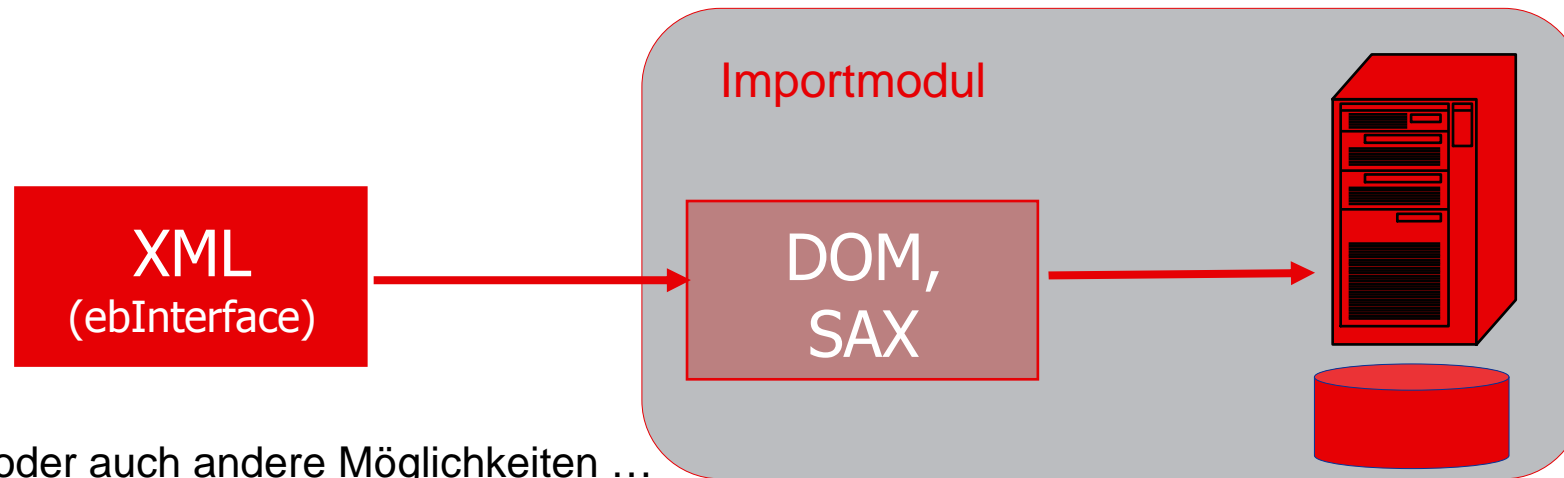 Importmodul
XML
(ebInterface)
DOM,
SAX
oder auch andere Möglichkeiten …